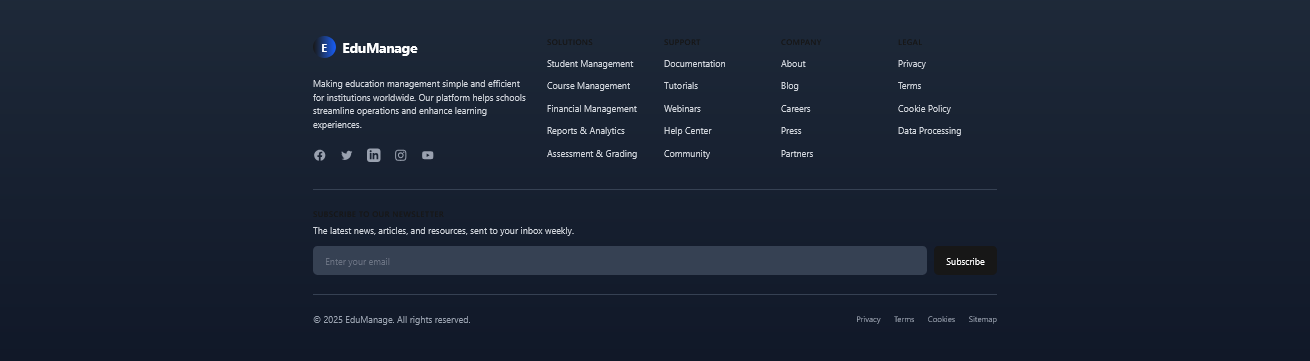 E EduManage
Making education management simple and efficient
for institutions worldwide. Our platform helps schools
streamline operations and enhance learning
experiences.
SOLUTIONS
Student Management
Course Management
Financial Management
Reports & Analytics
Assessment & Grading
SUPPORT
Documentation
Tutorials
Webinars
Help Center
Community
COMPANY
About
Blog
Careers
Press
Partners
LEGAL
Privacy
Terms
Cookie Policy
Data Processing
SUBSCRIBE TO OUR NEWSLETTER
The latest news, articles, and resources, sent to your inbox weekly.
Enter your email
Subscribe
© 2025 EduManage. All rights reserved.
Privacy Terms Cookies Sitemap